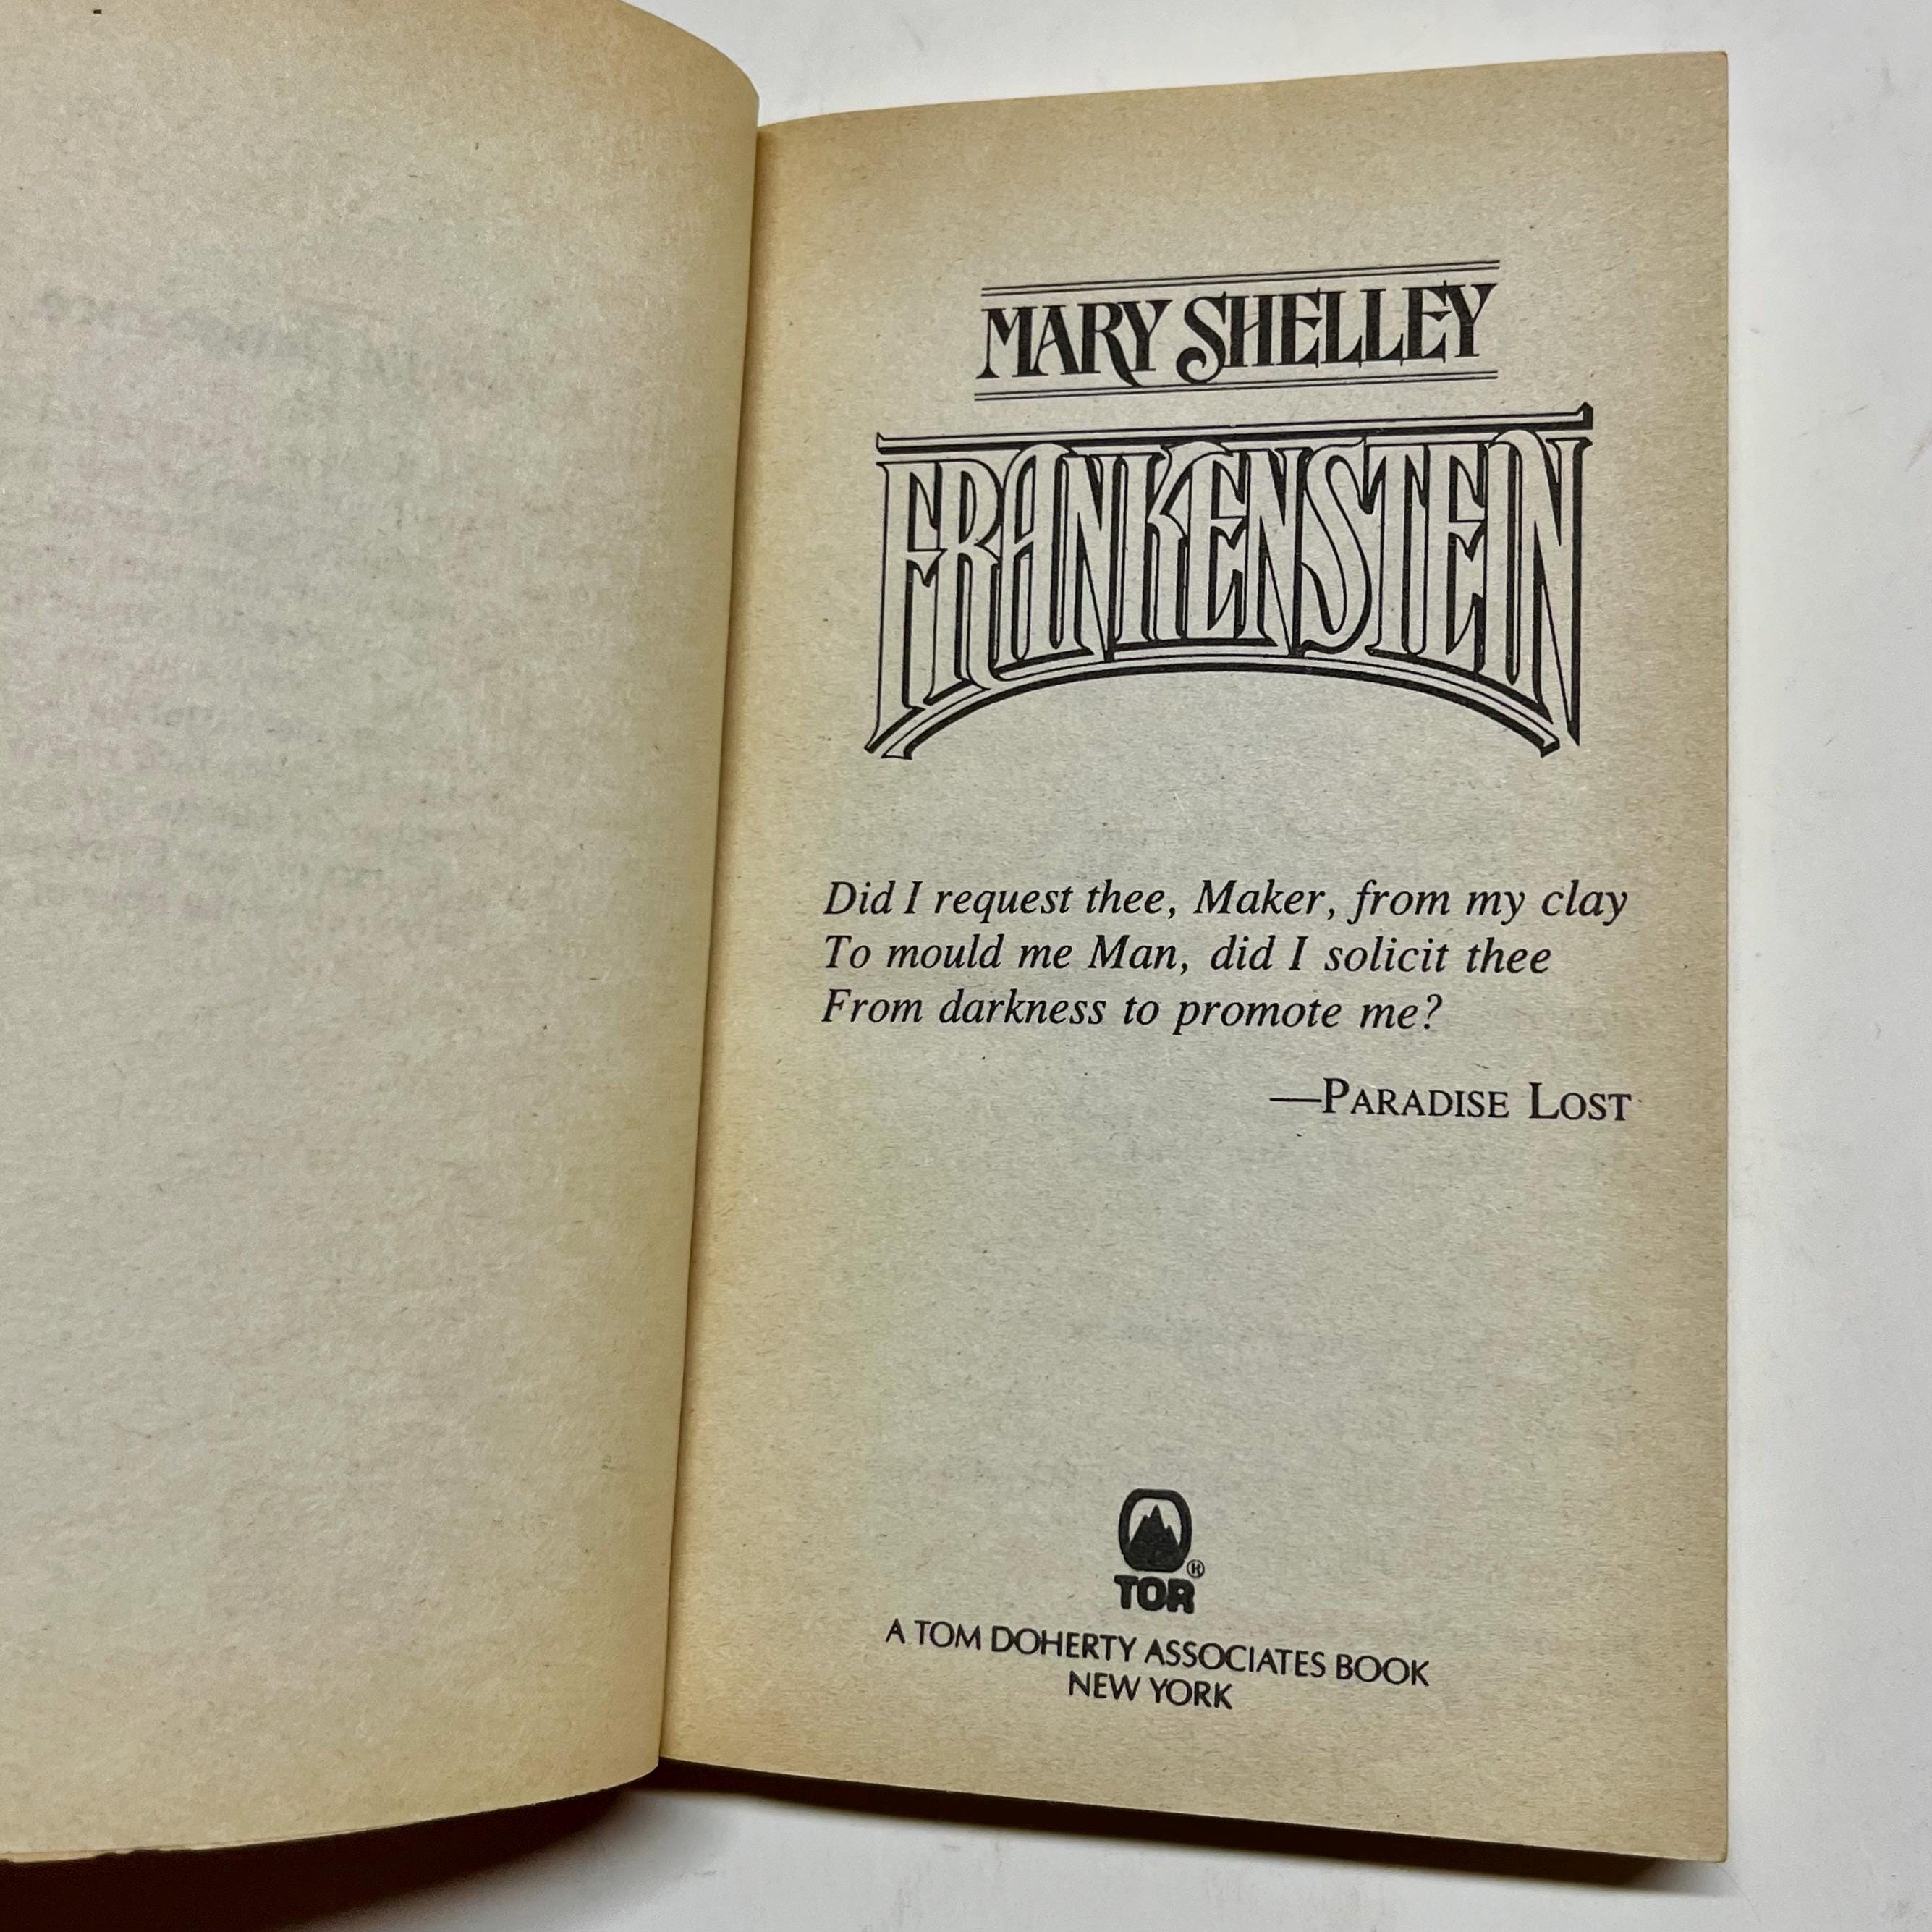 MARY SHELLEY
FRANKENSTEIN
Did I request thee, Maker, from my clay
To mould me Man, did I solicit thee
From darkness to promote me?
—PARADISE LOST
TOR®
A TOM DOHERTY ASSOCIATES BOOK
NEW YORK